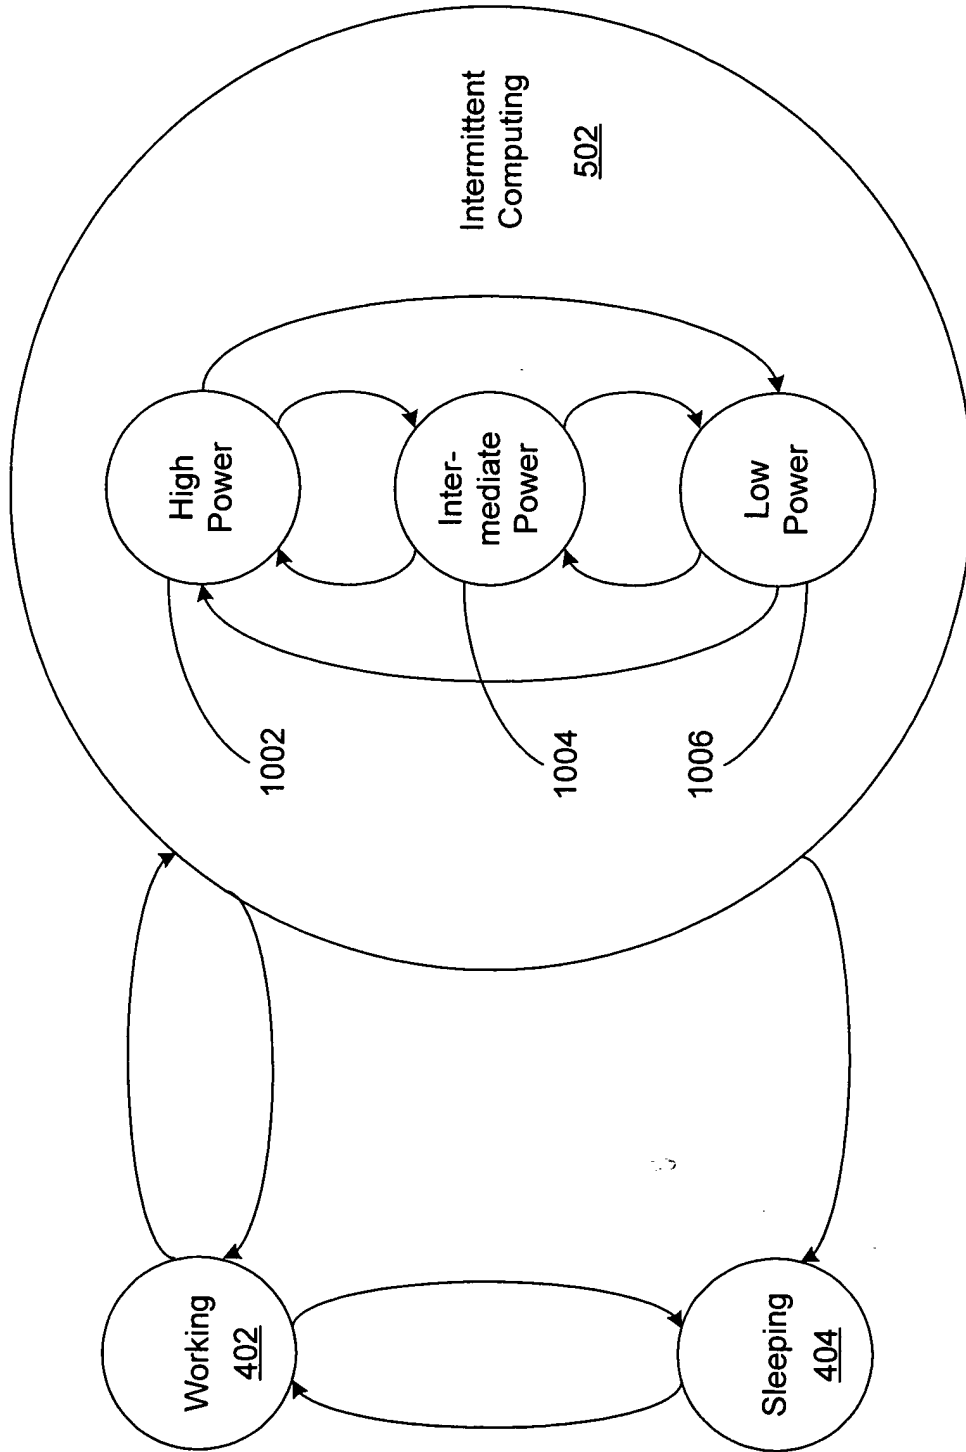 Working
402
Sleeping
404
1002
1004
1006
High
Power
Inter-
mediate
Power
Low
Power
Intermittent
Computing
502